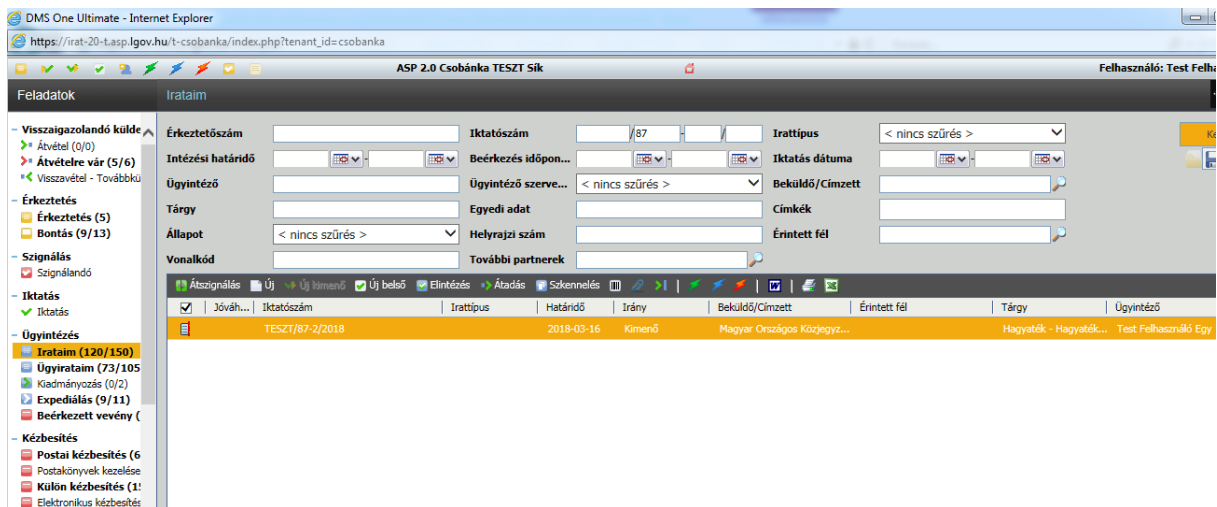 DMS One Ultimate - Internet Explorer
https://irat-20-t.asp.lgov.hu/t-csobanka/index.php?tenant_id=csobanka
ASP 2.0 Csobánka TESZT Sík Felhasználó: Test Felha
Feladatok Irataim
Visszaigazolandó külde
Átvétel (0/0)
Átvételre vár (5/6)
Visszavétel - Továbbkü
Érkeztetés
Érkeztetés (5)
Bontás (9/13)
Szignálás
Szignálandó
Iktatás
Iktatás
Ügyintézés
Irataim (120/150)
Ügyirataim (73/105
Kiadmányozás (0/2)
Expediálás (9/11)
Beérkezett vevény (
Kézbesítés
Postai kézbesítés (6
Postakönyvek kezelése
Külön kézbesítés (1
Elektronikus kézbesítés
Érkeztetőszám Iktatószám /87 - / Irattípus < nincs szűrés > Ke
Intézési határidő - Beérkezés időpon... - Iktatás dátuma -
Ügyintéző Ügyintéző szerve... < nincs szűrés > Beküldő/Címzett
Tárgy Egyedi adat Címkék
Állapot < nincs szűrés > Helyrajzi szám Érintett fél
Vonalkód További partnerek
Átszignálás Új Új kimenő Új belső Elintézés Átadás Szkennelés
Jóváh... Iktatószám Irattípus Határidő Irány Beküldő/Címzett Érintett fél Tárgy Ügyintéző
TESZT/87-2/2018 2018-03-16 Kimenő Magyar Országos Közjegyz... Hagyaték - Hagyaték... Test Felhasználó Egy